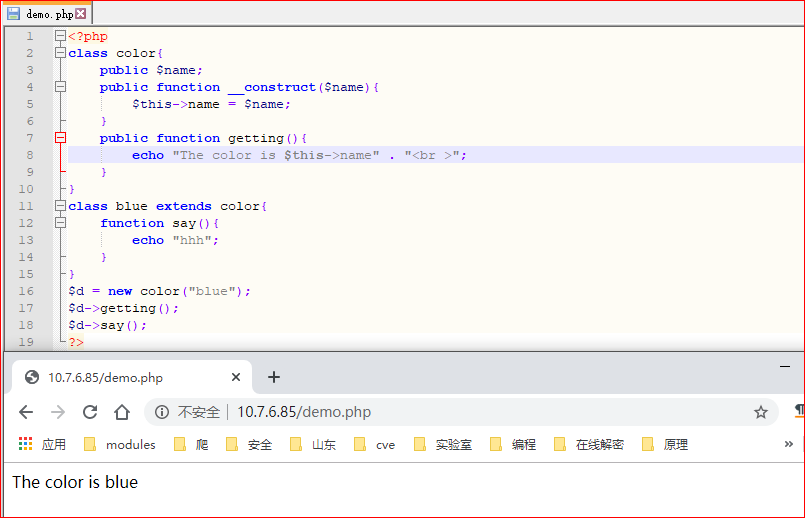 demo.php
1 <?php
2 class color{
3 public $name;
4 public function __construct($name){
5 $this->name = $name;
6 }
7 public function getting(){
8 echo "The color is $this->name" . "<br >";
9 }
10 }
11 class blue extends color{
12 function say(){
13 echo "hhh";
14 }
15 }
16 $d = new color("blue");
17 $d->getting();
18 $d->say();
19 ?>
10.7.6.85/demo.php
不安全 10.7.6.85/demo.php
应用 modules 爬 安全 山东 cve 实验室 编程 在线解密 原理 »
The color is blue